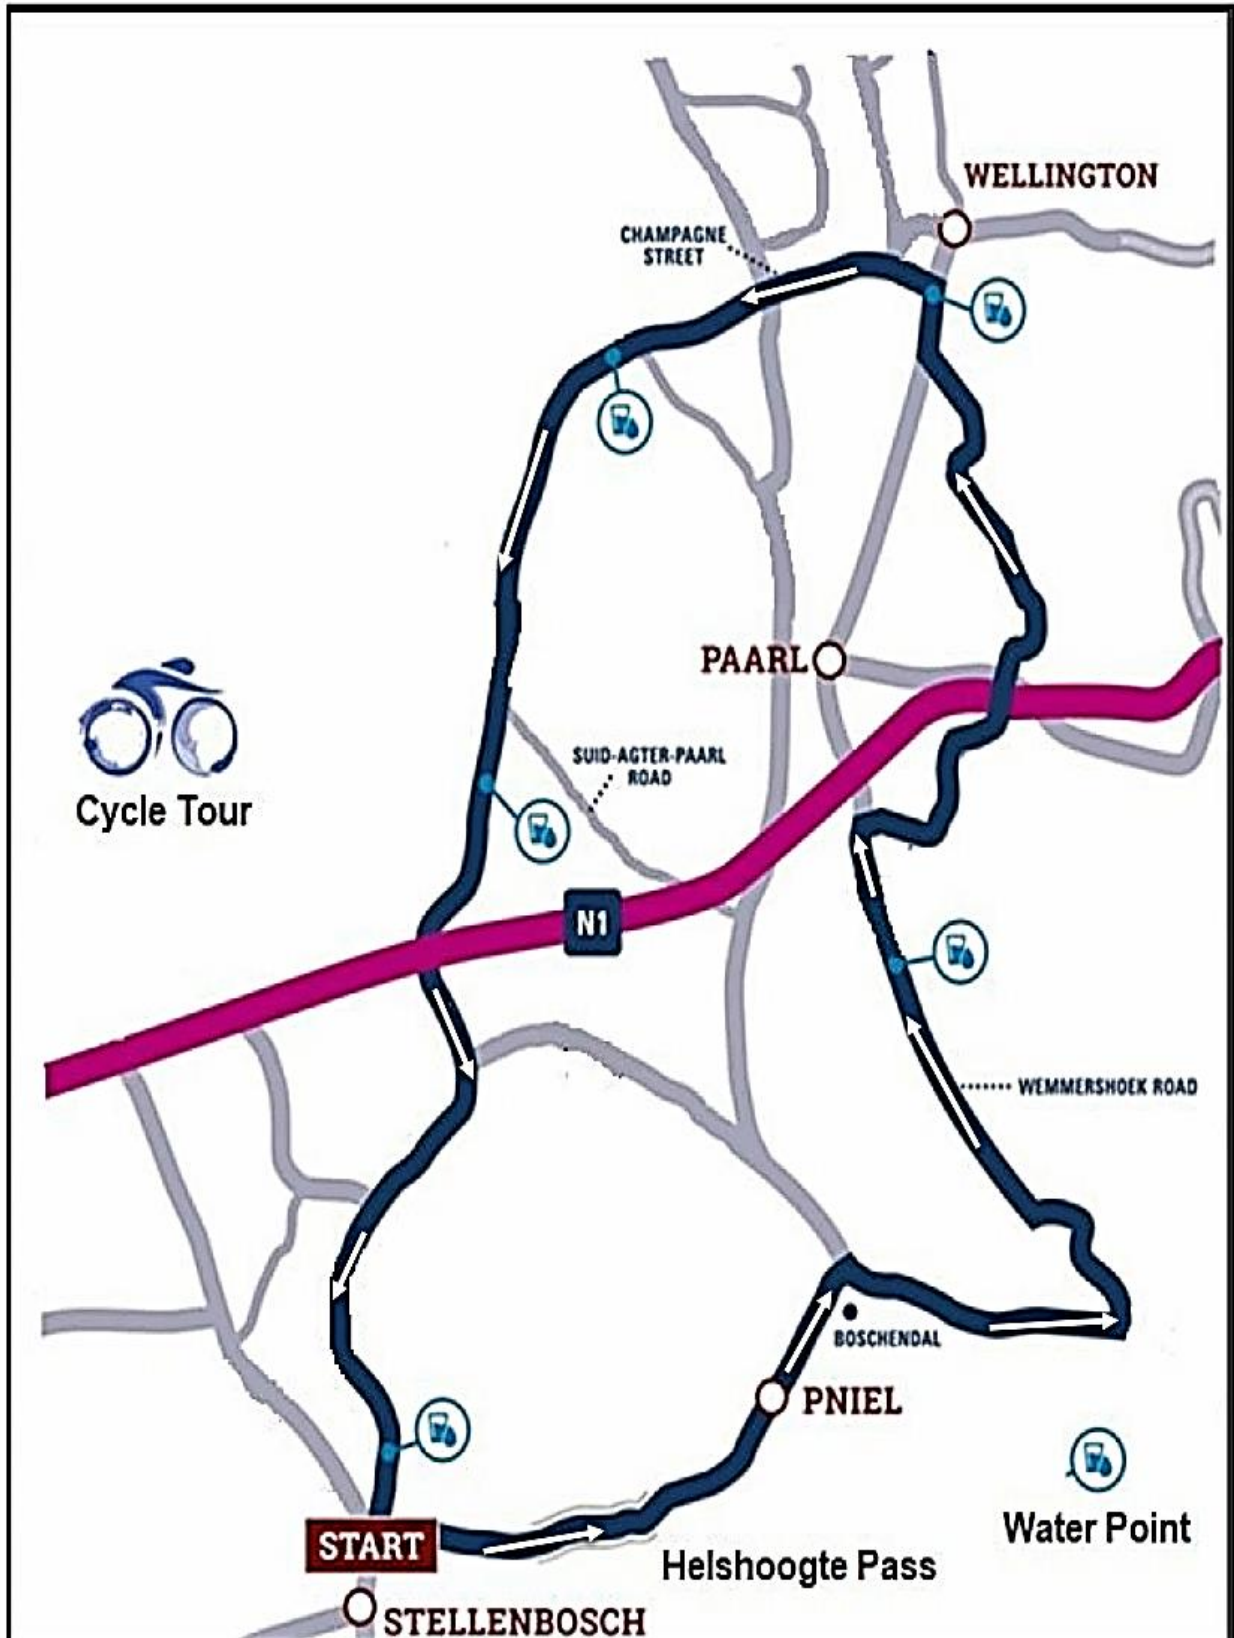 WELLINGTON
CHAMPAGNE
STREET
PAARL
SUID-AGTER-PAARL
ROAD
Cycle Tour
N1
WEMMERSHOEK ROAD
BOSCHENDAL
PNIEL
START
Helshoogte Pass
Water Point
STELLENBOSCH